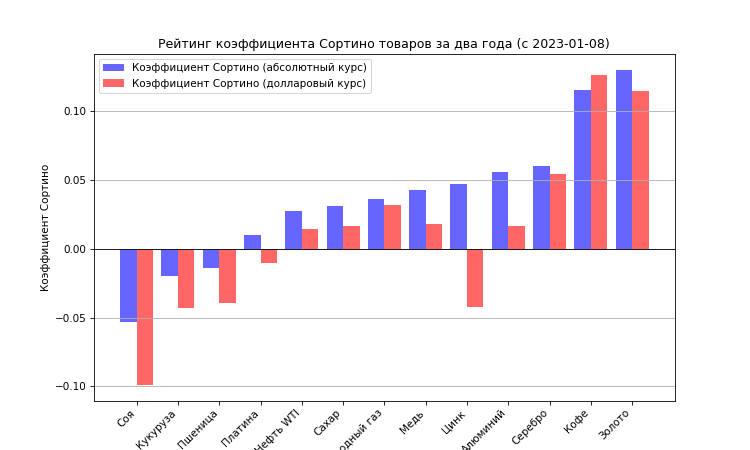 Рейтинг коэффициента Сортино товаров за два года (с 2023-01-08)
Коэффициент Сортино (абсолютный курс)
Коэффициент Сортино (долларовый курс)
Коэффициент Сортино
0.10
0.05
0.00
−0.05
−0.10
Соя
Кукуруза
Пшеница
Платина
Нефть WTI
Сахар
одный газ
Медь
Цинк
Алюминий
Серебро
Кофе
Золото